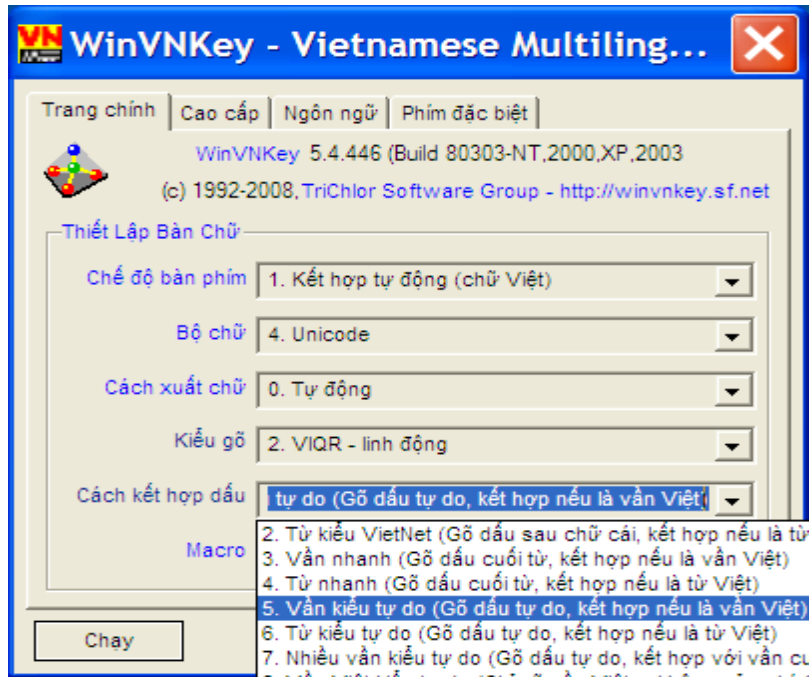 WinVNKey - Vietnamese Multiling...
Trang chính Cao cấp Ngôn ngữ Phím đặc biệt
WinVNKey 5.4.446 (Build 80303-NT,2000,XP,2003
(c) 1992-2008, TriChlor Software Group - http://winvnkey.sf.net
Thiết Lập Bàn Chữ
Chế độ bàn phím 1. Kết hợp tự động (chữ Việt)
Bộ chữ 4. Unicode
Cách xuất chữ 0. Tự động
Kiểu gõ 2. VIQR - linh động
Cách kết hợp dấu tự do (Gõ dấu tự do, kết hợp nếu là vần Việt)
2. Từ kiểu VietNet (Gõ dấu sau chữ cái, kết hợp nếu là từ
Macro 3. Vần nhanh (Gõ dấu cuối từ, kết hợp nếu là vần Việt)
4. Từ nhanh (Gõ dấu cuối từ, kết hợp nếu là từ Việt)
5. Vần kiểu tự do (Gõ dấu tự do, kết hợp nếu là vần Việt)
Chạy 6. Từ kiểu tự do (Gõ dấu tự do, kết hợp nếu là từ Việt)
7. Nhiều vần kiểu tự do (Gõ dấu tự do, kết hợp với vần cu